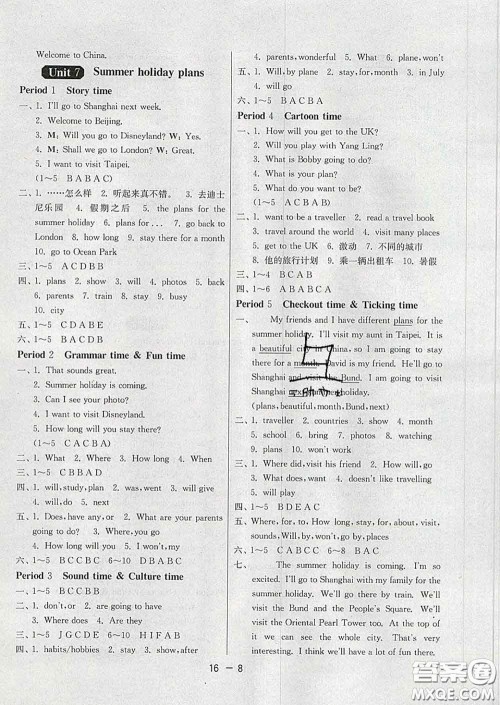 Welcome to China.
Unit 7 Summer holiday plans
Period 1 Story time
一、1. I'll go to Shanghai next week.
2. Welcome to Beijing.
3. M: Will you go to Disneyland? W: Yes.
4. M: Shall we go to London? W: Great.
5. I want to visit Taipei.
(1~5 BABAC)
二、1. ……怎么样 2. 听起来真不错。 3. 去迪士
尼乐园 4. 假期之后 5. the plans for the
summer holiday 6. plans for... 7. go back to
London 8. how long 9. stay there for a month
10. go to Ocean Park
三、1~5 ACDBB
四、1. about 2. show 3. will 4. photos 5. back
6. party 7. train 8. stay 9. busy
10. city
五、1~5 CDABE
六、1~5 BACDB
Period 2 Grammar time & Fun time
一、1. That sounds great.
2. Summer holiday is coming.
3. Can I see your photo?
4. I want to visit Disneyland.
5. How long will you stay there?
(1~5 CACBA)
二、1. What 2. Where 3. How long 4. When
三、1~5 CBBAD
四、1. will, study, plan 2. was, show 3. will give
4. will, do 5. next
五、1. Does, have any, or 2. What are your parents
going to do? 3. Where, you go
4. How long will you 5. I won't, my
六、1~5 BCCBC 6~10 DBABC
Period 3 Sound time & Culture time
二、1. don't, or 2. are going to have
3. Where does 4. Are they
三、1~5 JGCDE 6~10 HIFAB
四、1. habits/hobbies 2. stay 3. about
4. parents, wonderful 5. What 6. plane, won't
五、1. Will, by plane 2. stay, for, month 3. in July
4. will go
六、1~5 BACBA
Period 4 Cartoon time
一、1. How will you get to the UK?
2. Will you play with Yang Ling?
3. What is Bobby going to do?
4. What is your plan?
5. What do you want to be?
(1~5 ACBAC)
二、1. want to be a traveller 2. read a travel book
3. travel around the world 4. visit many places
5. get to the UK 6. 激动 7. 不同的城市
8. 他的旅行计划 9. 乘一辆出租车 10. 暑假
三、1~4 BCAB
四、1~6 ABABCA
Period 5 Checkout time & Ticking time
一、 My friends and I have different plans for the
summer holiday. I'll visit my aunt in Taipei. It
is a beautiful city in China, so I am going to stay
there for a month. David is my friend. He'll go to
Shanghai and visit the Bund. I am going to visit
Shanghai next holiday.
(plans, beautiful, month, Bund, next)
二、1. traveller 2. countries 3. show 4. month
5. school 6. bring 7. photos 8. watching
9. plans 10. about
三、1. Where did, visit his friend 2. How will, go
3. What does, want 4. doesn't like travelling
5. will play
四、1~5 BDEAC
五、Where, for, to, How, stay, by, about, visit,
sounds, Will
六、1~5 CCABC 6~8 BAC
七、 The summer holiday is coming. I'm so
excited. I'll go to Shanghai with my family for the
summer holiday. We'll go there by train. We'll
visit the Bund and the People's Square. We'll
visit the Oriental Pearl Tower too. At last, we are
going to see the whole city. That's very
interesting. I think we'll have a lot of fun there.
16 - 8
答案圈
MXQE.COM